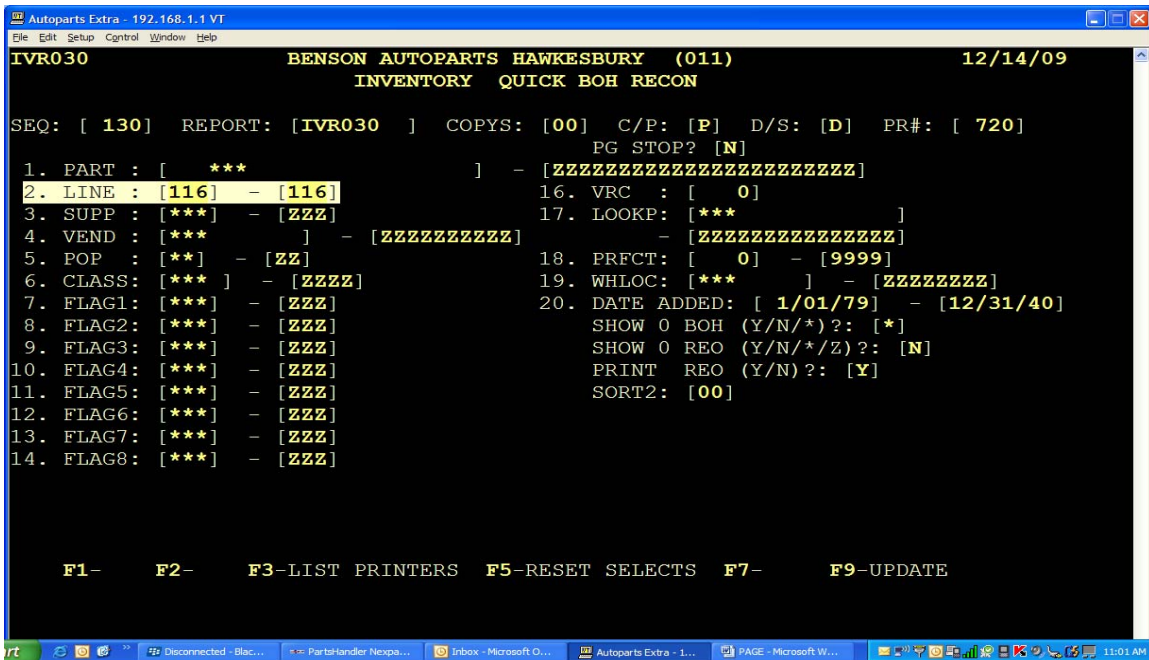 Autoparts Extra - 192.168.1.1 VT
File Edit Setup Control Window Help
IVR030 BENSON AUTOPARTS HAWKESBURY (011) 12/14/09
INVENTORY QUICK BOH RECON
SEQ: [ 130] REPORT: [IVR030 ] COPYS: [00] C/P: [P] D/S: [D] PR#: [ 720]
PG STOP? [N]
1. PART : [ *** ] - [ZZZZZZZZZZZZZZZZZZZZZZZ]
2. LINE : [116] - [116] 16. VRC : [ 0]
3. SUPP : [***] - [ZZZ] 17. LOOKP: [*** ]
4. VEND : [*** ] - [ZZZZZZZZZZ] - [ZZZZZZZZZZZZZZZ]
5. POP : [**] - [ZZ] 18. PRFCT: [ 0] - [9999]
6. CLASS: [*** ] - [ZZZZ] 19. WHLOC: [*** ] - [ZZZZZZZZ]
7. FLAG1: [***] - [ZZZ] 20. DATE ADDED: [ 1/01/79] - [12/31/40]
8. FLAG2: [***] - [ZZZ] SHOW 0 BOH (Y/N/*)?: [*]
9. FLAG3: [***] - [ZZZ] SHOW 0 REO (Y/N/*/Z)?: [N]
10. FLAG4: [***] - [ZZZ] PRINT REO (Y/N)?: [Y]
11. FLAG5: [***] - [ZZZ] SORT2: [00]
12. FLAG6: [***] - [ZZZ]
13. FLAG7: [***] - [ZZZ]
14. FLAG8: [***] - [ZZZ]
F1- F2- F3-LIST PRINTERS F5-RESET SELECTS F7- F9-UPDATE
rt Disconnected - Blac... PartsHandler Nexpa... Inbox - Microsoft O... Autoparts Extra - 1... PAGE - Microsoft W... 11:01 AM